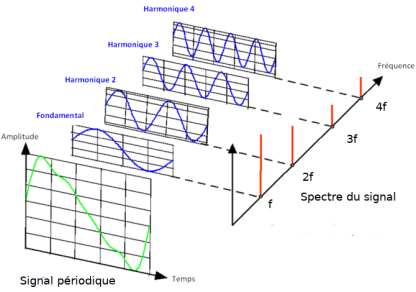 Harmonique 4
Harmonique 3
Harmonique 2
Fondamental
Amplitude
Fréquence
4f
3f
2f
f
Spectre du signal
Signal périodique
Temps